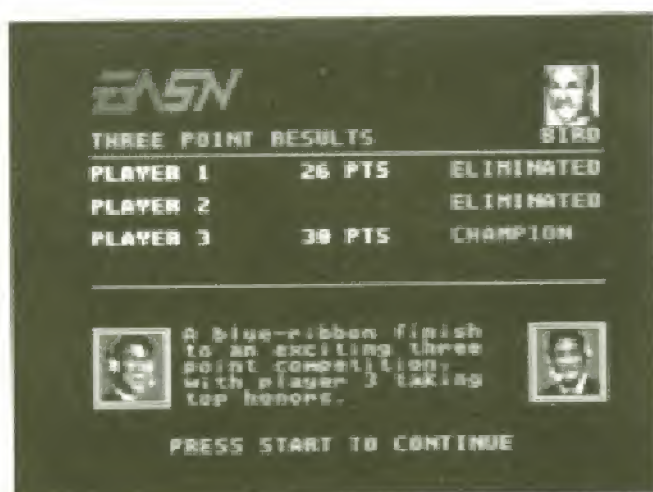 EASN
THREE POINT RESULTS
BIRD
PLAYER 1 26 PTS ELIMINATED
PLAYER 2 ELIMINATED
PLAYER 3 30 PTS CHAMPION
A blue-ribbon finish
to an exciting three
point competition,
with player 3 taking
top honors.
PRESS START TO CONTINUE